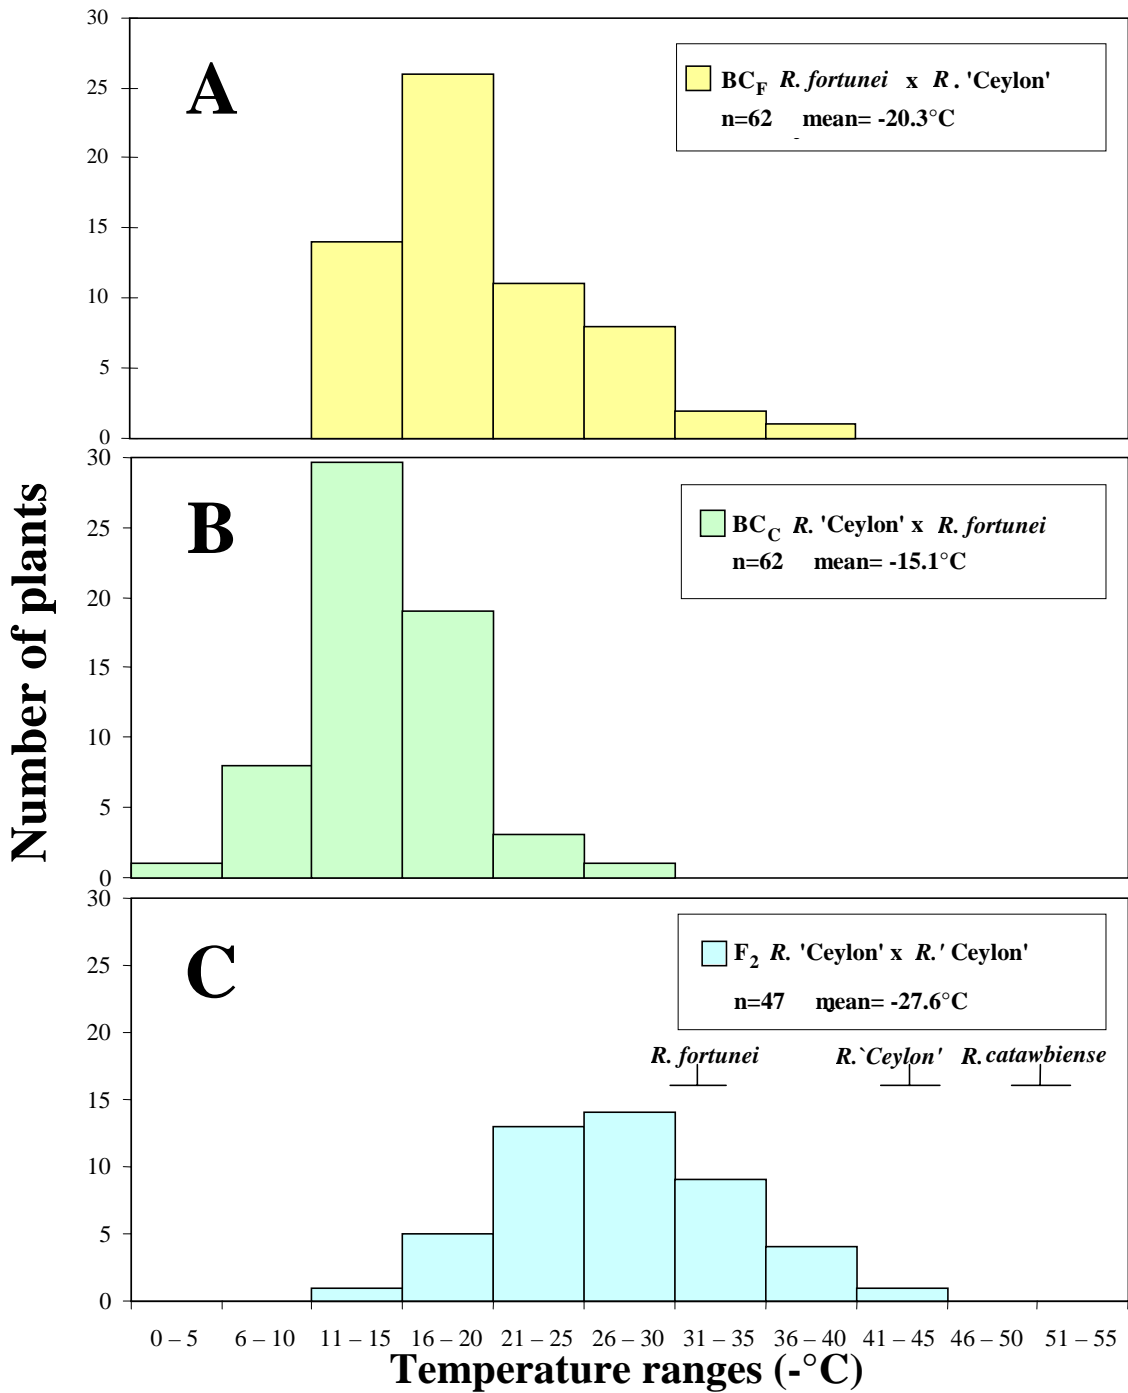 Number of plants
30
25
20
15
10
5
0
A
BCF R. fortunei x R. 'Ceylon'
n=62 mean= -20.3°C
30
25
20
15
10
5
0
B
BCC R. 'Ceylon' x R. fortunei
n=62 mean= -15.1°C
30
25
20
15
10
5
0
C
F2 R. 'Ceylon' x R.' Ceylon'
n=47 mean= -27.6°C
R. fortunei R.`Ceylon' R. catawbiense
0 – 5 6 – 10 11 – 15 16 – 20 21 – 25 26 – 30 31 – 35 36 – 40 41 – 45 46 – 50 51 – 55
Temperature ranges (-°C)